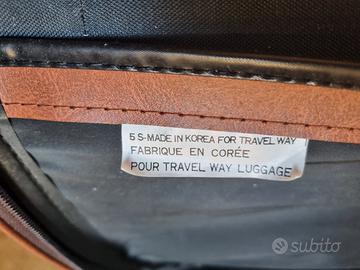 5 S-MADE IN KOREA FOR TRAVEL WAY
FABRIQUE EN CORÉE
POUR TRAVEL WAY LUGGAGE
subito